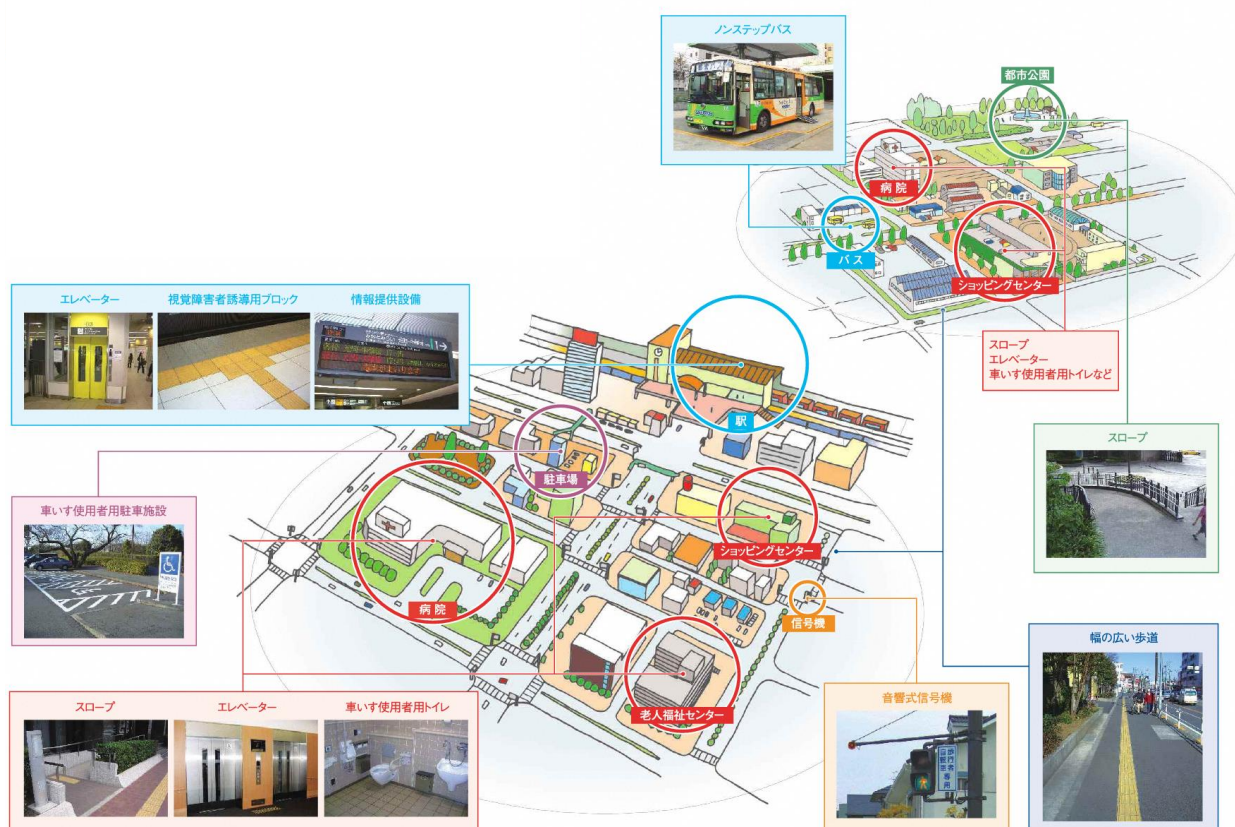 ノンステップバス
都市公園
病院
バス
ショッピングセンター
スロープ
エレベーター
車いす使用者用トイレなど
エレベーター
視覚障害者誘導用ブロック
情報提供設備
駅
駐車場
車いす使用者用駐車施設
スロープ
ショッピングセンター
病院
信号機
幅の広い歩道
老人福祉センター
音響式信号機
歩行者専用
スロープ
エレベーター
車いす使用者用トイレ
P
P